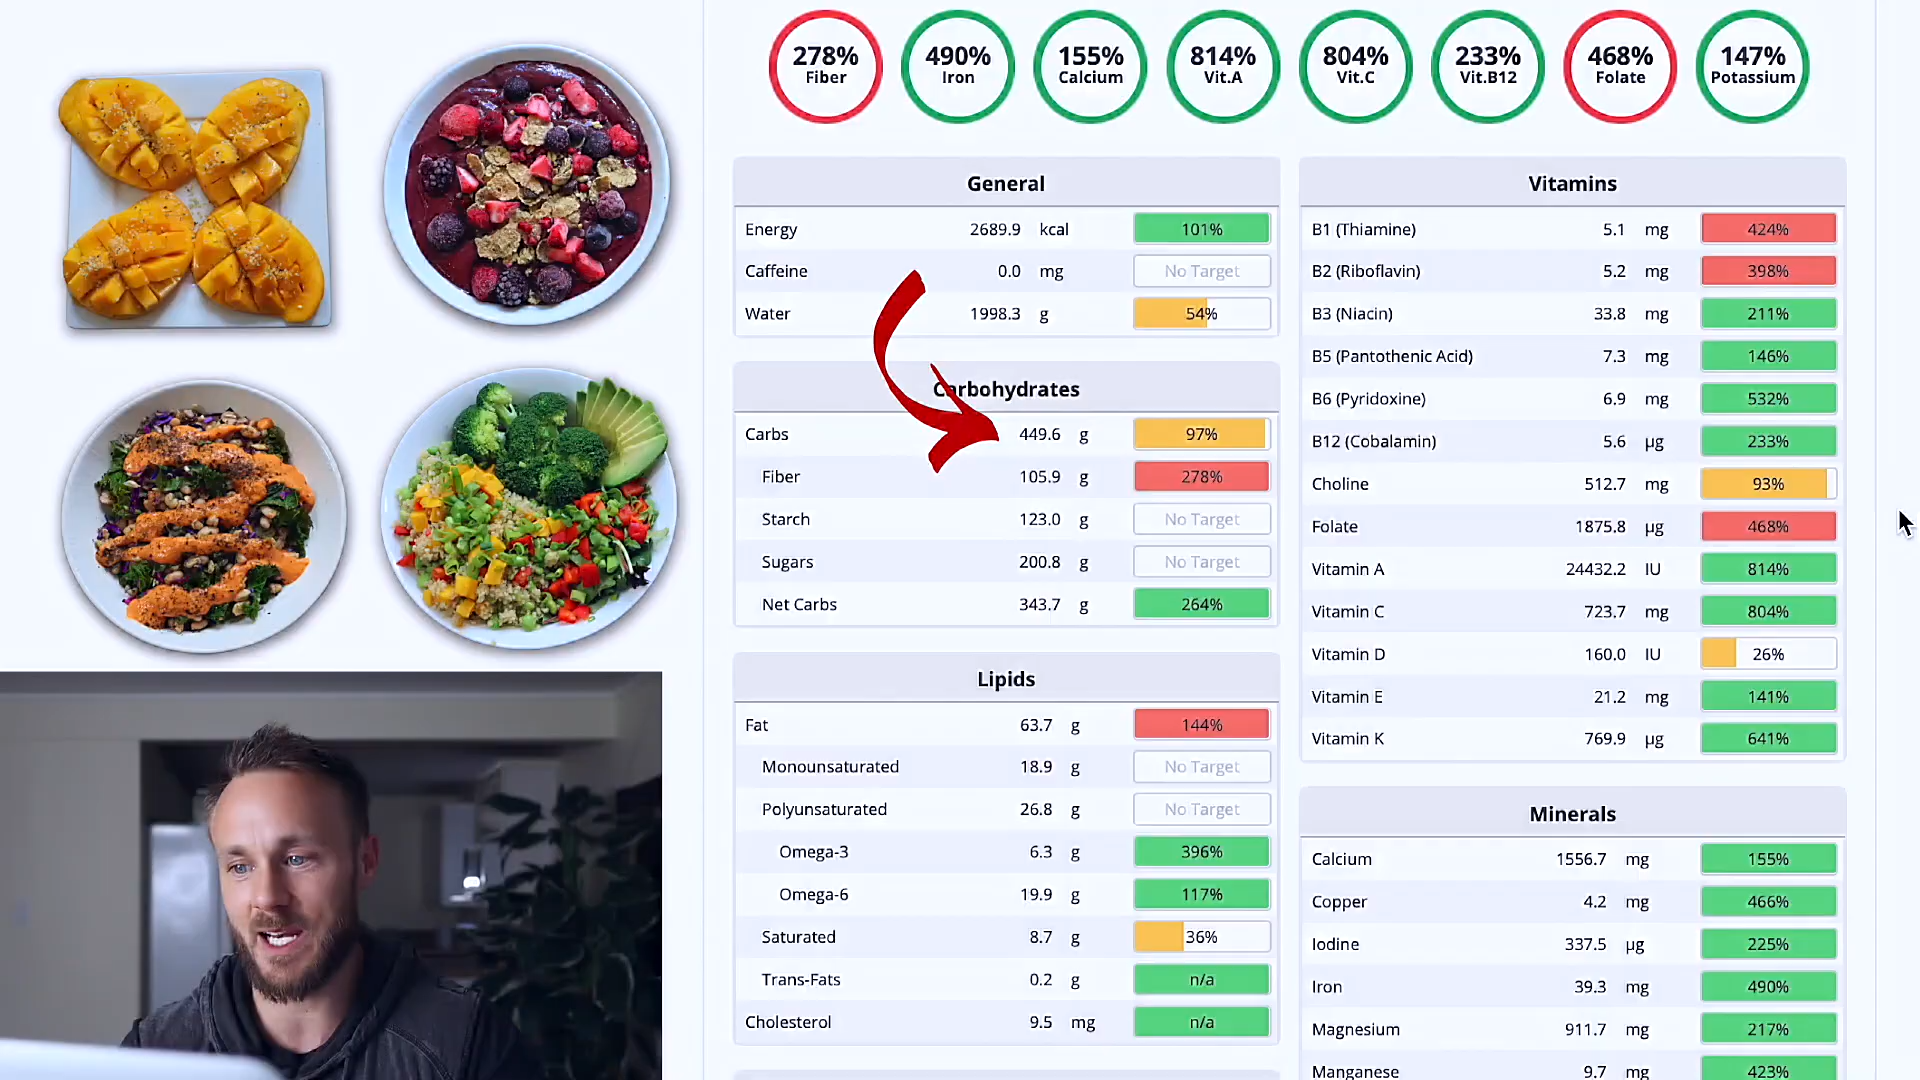 278% 490% 155% 814% 804% 233% 468% 147%
Fiber Iron Calcium Vit.A Vit.C Vit.B12 Folate Potassium
General
Energy 2689.9 kcal 101%
Caffeine 0.0 mg No Target
Water 1998.3 g 54%
Carbohydrates
Carbs 449.6 g 97%
Fiber 105.9 g 278%
Starch 123.0 g No Target
Sugars 200.8 g No Target
Net Carbs 343.7 g 264%
Lipids
Fat 63.7 g 144%
Monounsaturated 18.9 g No Target
Polyunsaturated 26.8 g No Target
Omega-3 6.3 g 396%
Omega-6 19.9 g 117%
Saturated 8.7 g 36%
Trans-Fats 0.2 g n/a
Cholesterol 9.5 mg n/a
Vitamins
B1 (Thiamine) 5.1 mg 424%
B2 (Riboflavin) 5.2 mg 398%
B3 (Niacin) 33.8 mg 211%
B5 (Pantothenic Acid) 7.3 mg 146%
B6 (Pyridoxine) 6.9 mg 532%
B12 (Cobalamin) 5.6 µg 233%
Choline 512.7 mg 93%
Folate 1875.8 µg 468%
Vitamin A 24432.2 IU 814%
Vitamin C 723.7 mg 804%
Vitamin D 160.0 IU 26%
Vitamin E 21.2 mg 141%
Vitamin K 769.9 µg 641%
Minerals
Calcium 1556.7 mg 155%
Copper 4.2 mg 466%
Iodine 337.5 µg 225%
Iron 39.3 mg 490%
Magnesium 911.7 mg 217%
Manganese 9.7 mg 423%